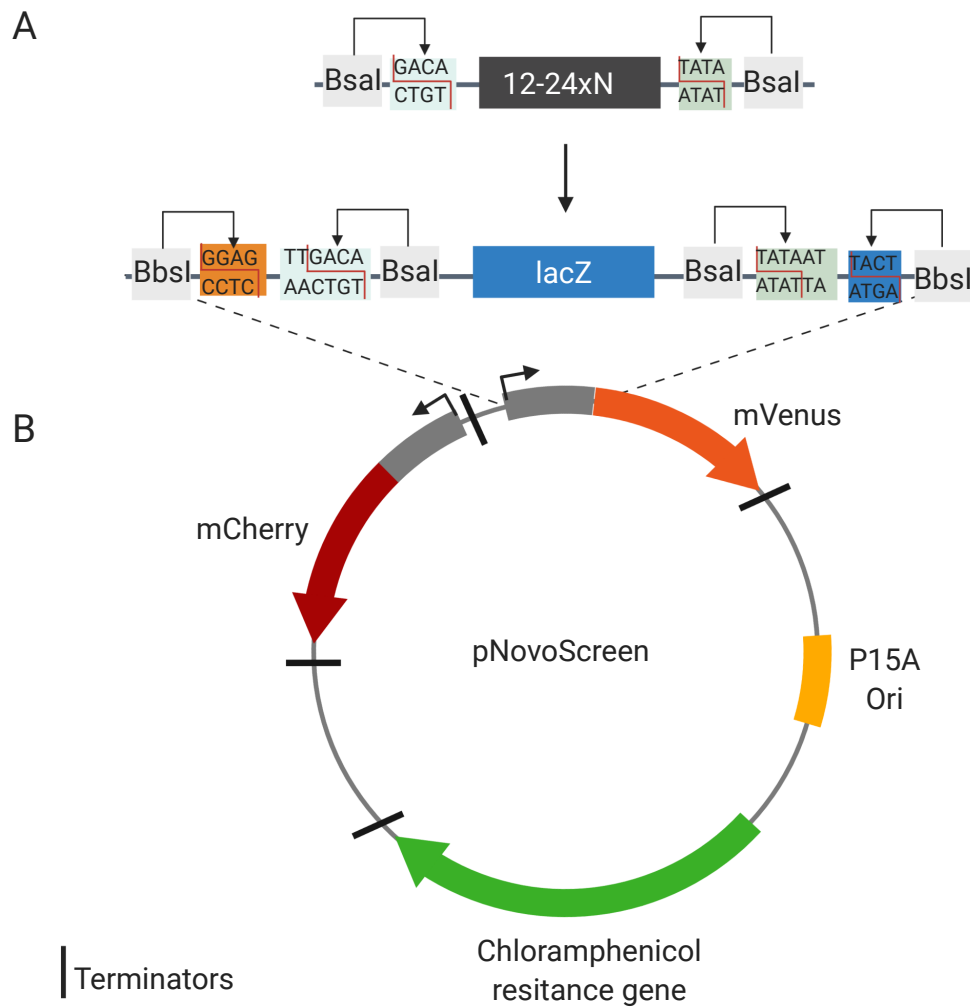 A
BsaI
GACA
CTGT
12-24xN
TATA
ATAT
BsaI
BbsI
GGAG
CCTC
TTGACA
AACTGT
BsaI
lacZ
BsaI
TATAAT
ATATTA
TACT
ATGA
BbsI
B
mVenus
mCherry
pNovoScreen
P15A
Ori
Chloramphenicol
resitance gene
Terminators